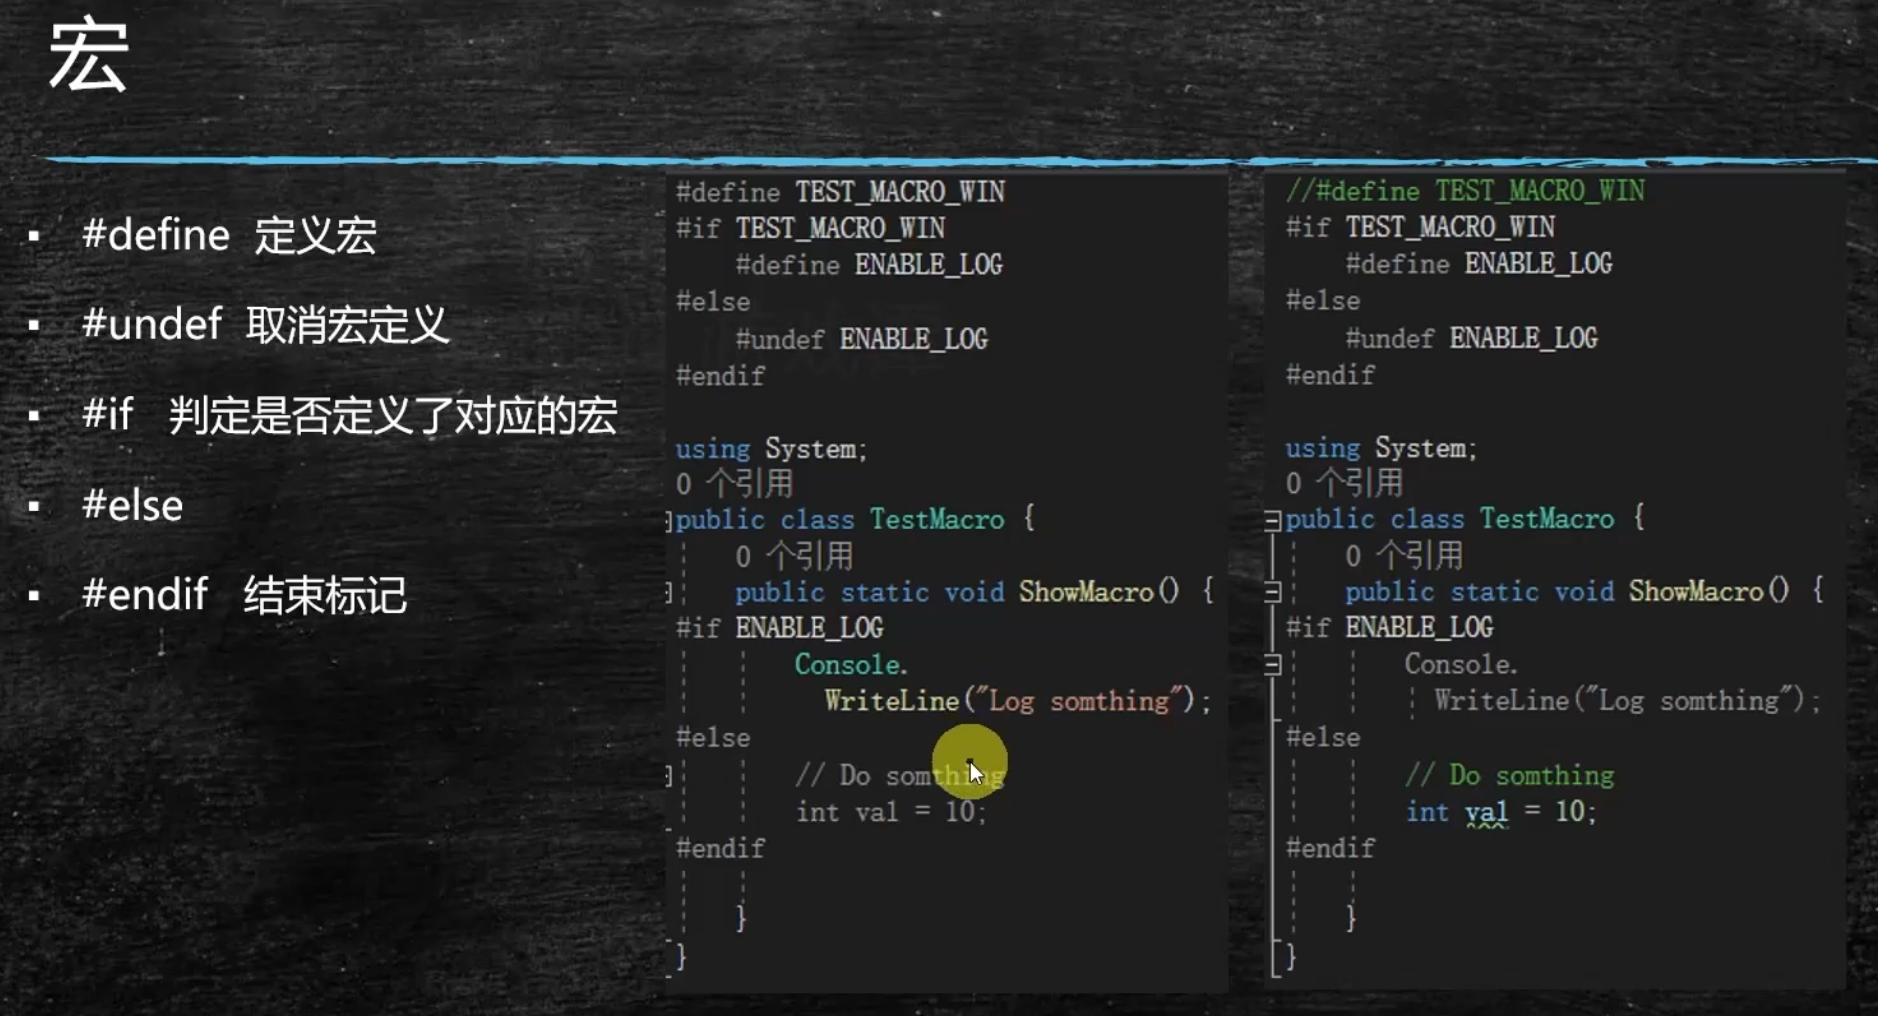 宏
#define 定义宏
#undef 取消宏定义
#if 判定是否定义了对应的宏
#else
#endif 结束标记
#define TEST_MACRO_WIN
#if TEST_MACRO_WIN
#define ENABLE_LOG
#else
#undef ENABLE_LOG
#endif
using System;
0 个引用
public class TestMacro {
0 个引用
public static void ShowMacro() {
#if ENABLE_LOG
Console.
WriteLine("Log somthing");
#else
// Do somthing
int val = 10;
#endif
}
}
//#define TEST_MACRO_WIN
#if TEST_MACRO_WIN
#define ENABLE_LOG
#else
#undef ENABLE_LOG
#endif
using System;
0 个引用
public class TestMacro {
0 个引用
public static void ShowMacro() {
#if ENABLE_LOG
Console.
WriteLine("Log somthing");
#else
// Do somthing
int val = 10;
#endif
}
}